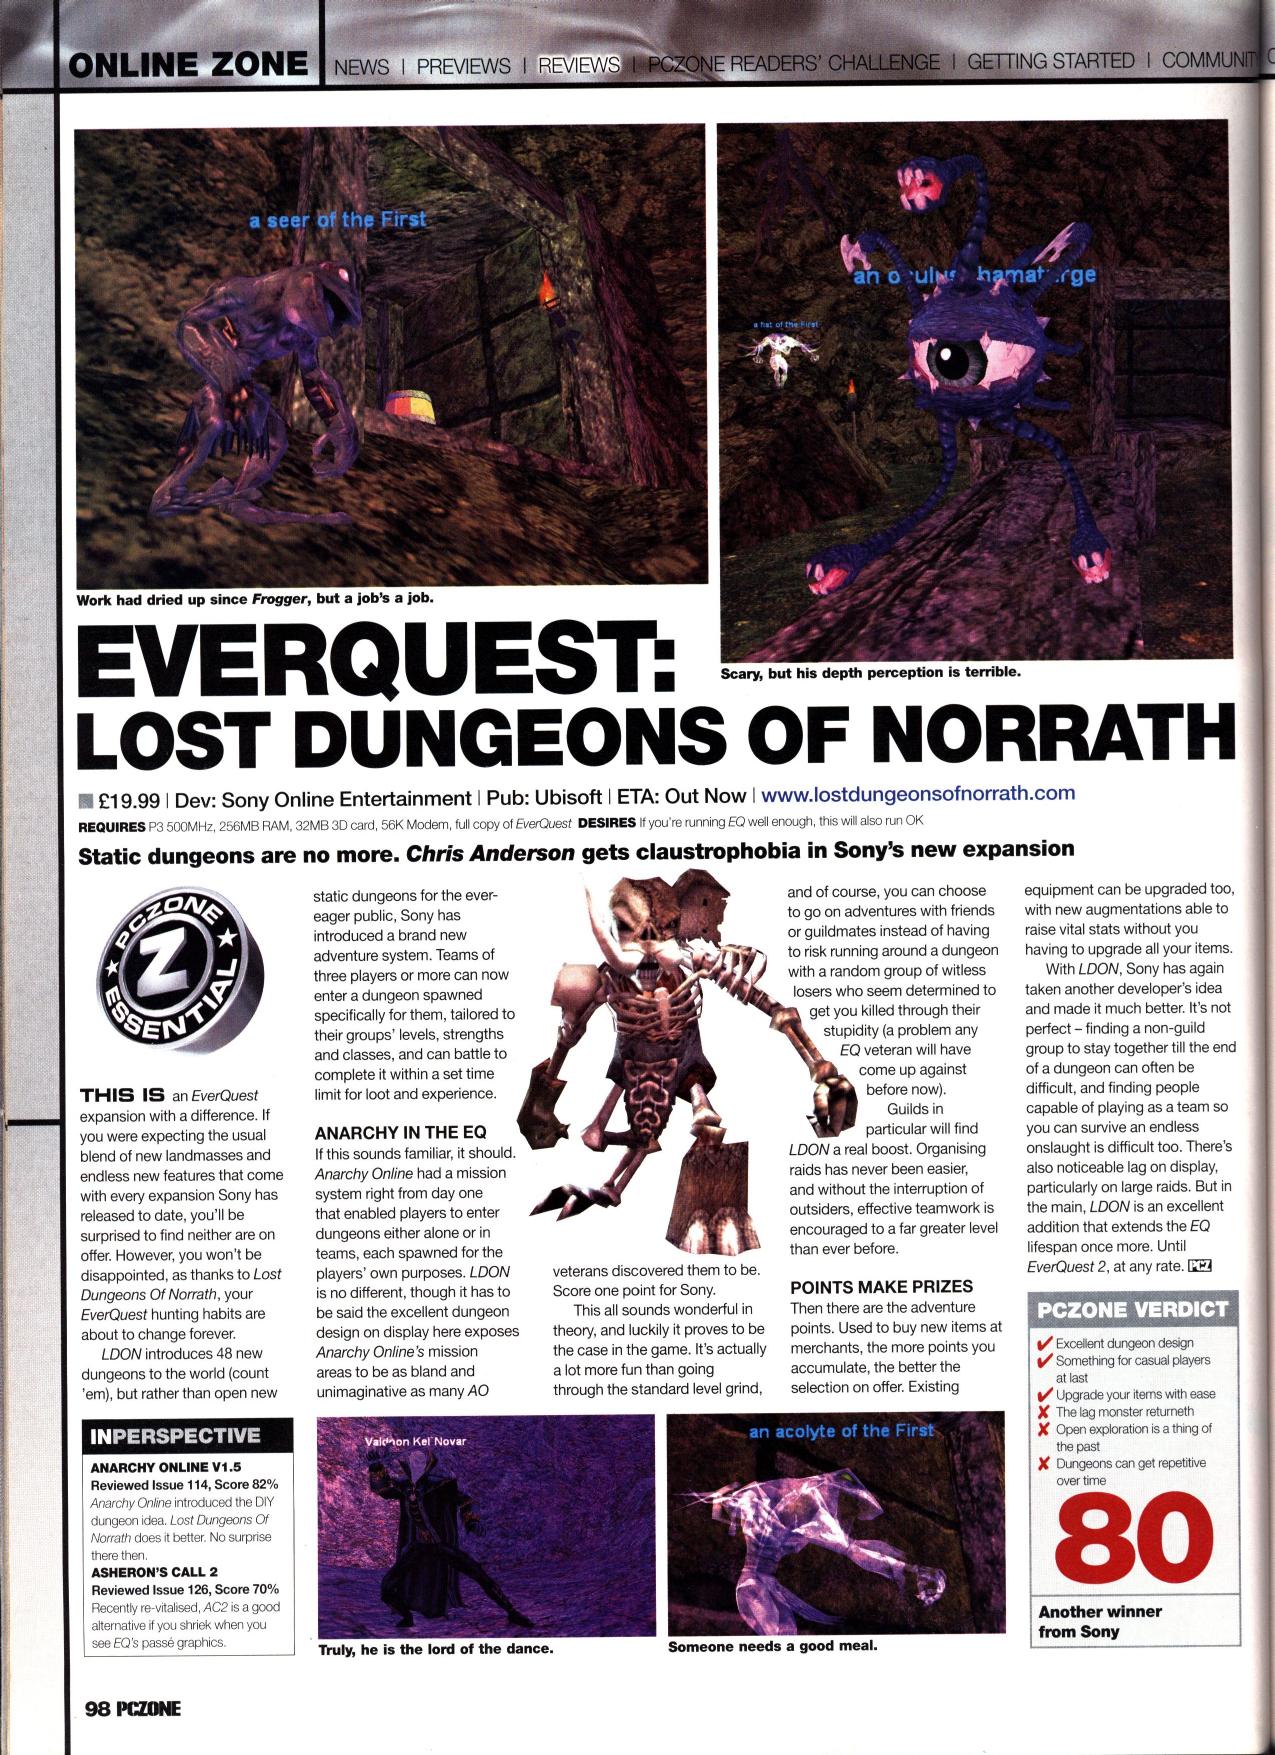 ONLINE ZONE
NEWS | PREVIEWS | REVIEWS | PCZONE READERS' CHALLENGE | GETTING STARTED | COMMUNIT
a seer of the First
an o culus hamat rge
a fist of the First
Work had dried up since Frogger, but a job's a job.
Scary, but his depth perception is terrible.
EVERQUEST:
LOST DUNGEONS OF NORRATH
£19.99 | Dev: Sony Online Entertainment | Pub: Ubisoft | ETA: Out Now | www.lostdungeonsofnorrath.com
REQUIRES P3 500MHz, 256MB RAM, 32MB 3D card, 56K Modem, full copy of EverQuest DESIRES If you're running EQ well enough, this will also run OK
Static dungeons are no more. Chris Anderson gets claustrophobia in Sony's new expansion
PCZONE
Z
ESSENTIAL
THIS IS an EverQuest
expansion with a difference. If
you were expecting the usual
blend of new landmasses and
endless new features that come
with every expansion Sony has
released to date, you'll be
surprised to find neither are on
offer. However, you won't be
disappointed, as thanks to Lost
Dungeons Of Norrath, your
EverQuest hunting habits are
about to change forever.
LDON introduces 48 new
dungeons to the world (count
'em), but rather than open new
static dungeons for the ever-
eager public, Sony has
introduced a brand new
adventure system. Teams of
three players or more can now
enter a dungeon spawned
specifically for them, tailored to
their groups' levels, strengths
and classes, and can battle to
complete it within a set time
limit for loot and experience.
ANARCHY IN THE EQ
If this sounds familiar, it should.
Anarchy Online had a mission
system right from day one
that enabled players to enter
dungeons either alone or in
teams, each spawned for the
players' own purposes. LDON
is no different, though it has to
be said the excellent dungeon
design on display here exposes
Anarchy Online's mission
areas to be as bland and
unimaginative as many AO
veterans discovered them to be.
Score one point for Sony.
This all sounds wonderful in
theory, and luckily it proves to be
the case in the game. It's actually
a lot more fun than going
through the standard level grind,
and of course, you can choose
to go on adventures with friends
or guildmates instead of having
to risk running around a dungeon
with a random group of witless
losers who seem determined to
get you killed through their
stupidity (a problem any
EQ veteran will have
come up against
before now).
Guilds in
particular will find
LDON a real boost. Organising
raids has never been easier,
and without the interruption of
outsiders, effective teamwork is
encouraged to a far greater level
than ever before.
POINTS MAKE PRIZES
Then there are the adventure
points. Used to buy new items at
merchants, the more points you
accumulate, the better the
selection on offer. Existing
equipment can be upgraded too,
with new augmentations able to
raise vital stats without you
having to upgrade all your items.
With LDON, Sony has again
taken another developer's idea
and made it much better. It's not
perfect – finding a non-guild
group to stay together till the end
of a dungeon can often be
difficult, and finding people
capable of playing as a team so
you can survive an endless
onslaught is difficult too. There's
also noticeable lag on display,
particularly on large raids. But in
the main, LDON is an excellent
addition that extends the EQ
lifespan once more. Until
EverQuest 2, at any rate. PCZ
INPERSPECTIVE
ANARCHY ONLINE V1.5
Reviewed Issue 114, Score 82%
Anarchy Online introduced the DIY
dungeon idea. Lost Dungeons Of
Norrath does it better. No surprise
there then.
ASHERON'S CALL 2
Reviewed Issue 126, Score 70%
Recently re-vitalised, AC2 is a good
alternative if you shriek when you
see EQ's passé graphics.
Kel`Novar
Truly, he is the lord of the dance.
an acolyte of the First
Someone needs a good meal.
PCZONE VERDICT
✓ Excellent dungeon design
✓ Something for casual players
at last
✓ Upgrade your items with ease
✗ The lag monster returneth
✗ Open exploration is a thing of
the past
✗ Dungeons can get repetitive
over time
80
Another winner
from Sony
98 PCZONE